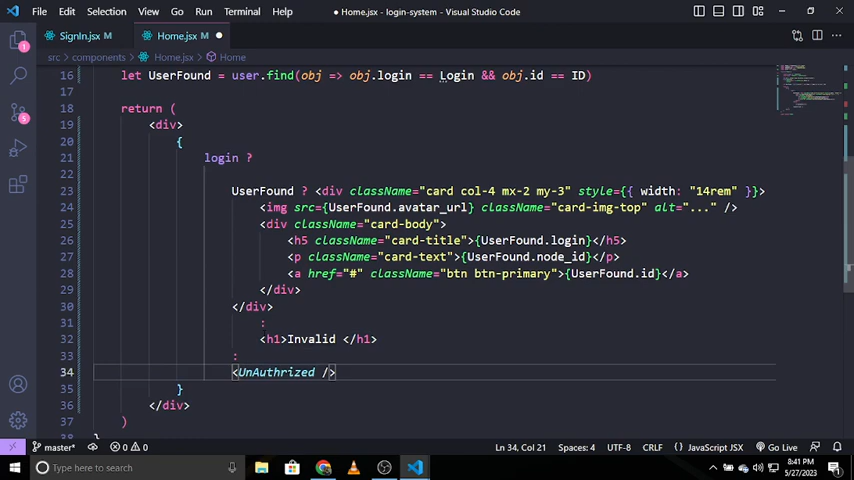 File Edit Selection View Go Run Terminal Help ● Home.jsx - login-system - Visual Studio Code
SignIn.jsx M Home.jsx M ●
src > components > Home.jsx > Home
16 let UserFound = user.find(obj => obj.login == Login && obj.id == ID)
17
18 return (
19 <div>
20 {
21 login ?
22
23 UserFound ? <div className="card col-4 mx-2 my-3" style={{ width: "14rem" }}>
24 <img src={UserFound.avatar_url} className="card-img-top" alt="..." />
25 <div className="card-body">
26 <h5 className="card-title">{UserFound.login}</h5>
27 <p className="card-text">{UserFound.node_id}</p>
28 <a href="#" className="btn btn-primary">{UserFound.id}</a>
29 </div>
30 </div>
31 :
32 <h1>Invalid </h1>
33 :
34 <UnAuthrized />
35 }
36 </div>
37 )
38 }
master* 0 0 Ln 34, Col 21 Spaces: 4 UTF-8 CRLF { } JavaScript JSX Go Live
Type here to search
8:41 PM
5/27/2023
1
5